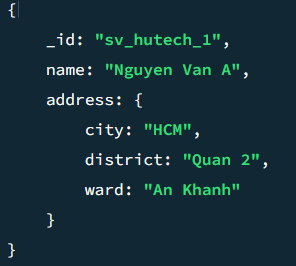 {
    _id: "sv_hutech_1",
    name: "Nguyen Van A",
    address: {
        city: "HCM",
        district: "Quan 2",
        ward: "An Khanh"
    }
}